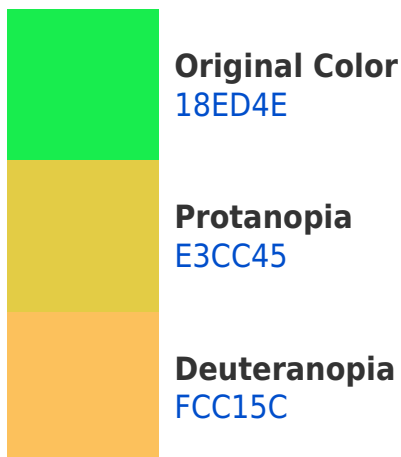 Original Color
18ED4E
Protanopia
E3CC45
Deuteranopia
FCC15C